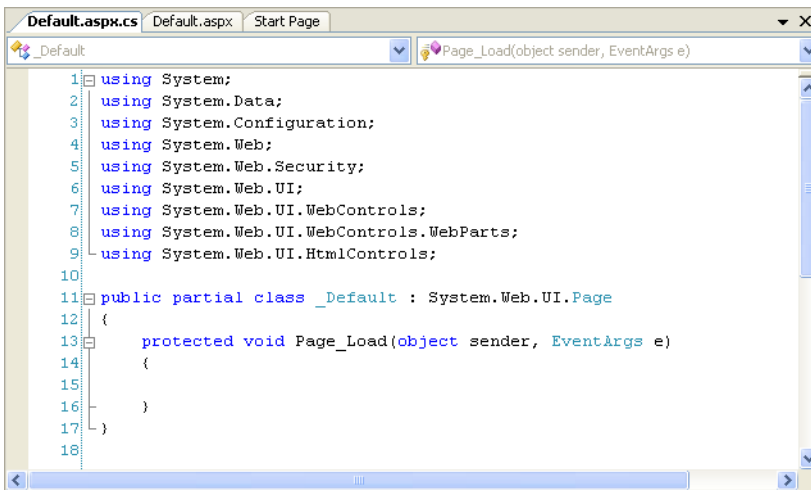 Default.aspx.cs Default.aspx Start Page
_Default Page_Load(object sender, EventArgs e)
1 using System;
2 using System.Data;
3 using System.Configuration;
4 using System.Web;
5 using System.Web.Security;
6 using System.Web.UI;
7 using System.Web.UI.WebControls;
8 using System.Web.UI.WebControls.WebParts;
9 using System.Web.UI.HtmlControls;
10
11 public partial class _Default : System.Web.UI.Page
12 {
13     protected void Page_Load(object sender, EventArgs e)
14     {
15
16     }
17 }
18